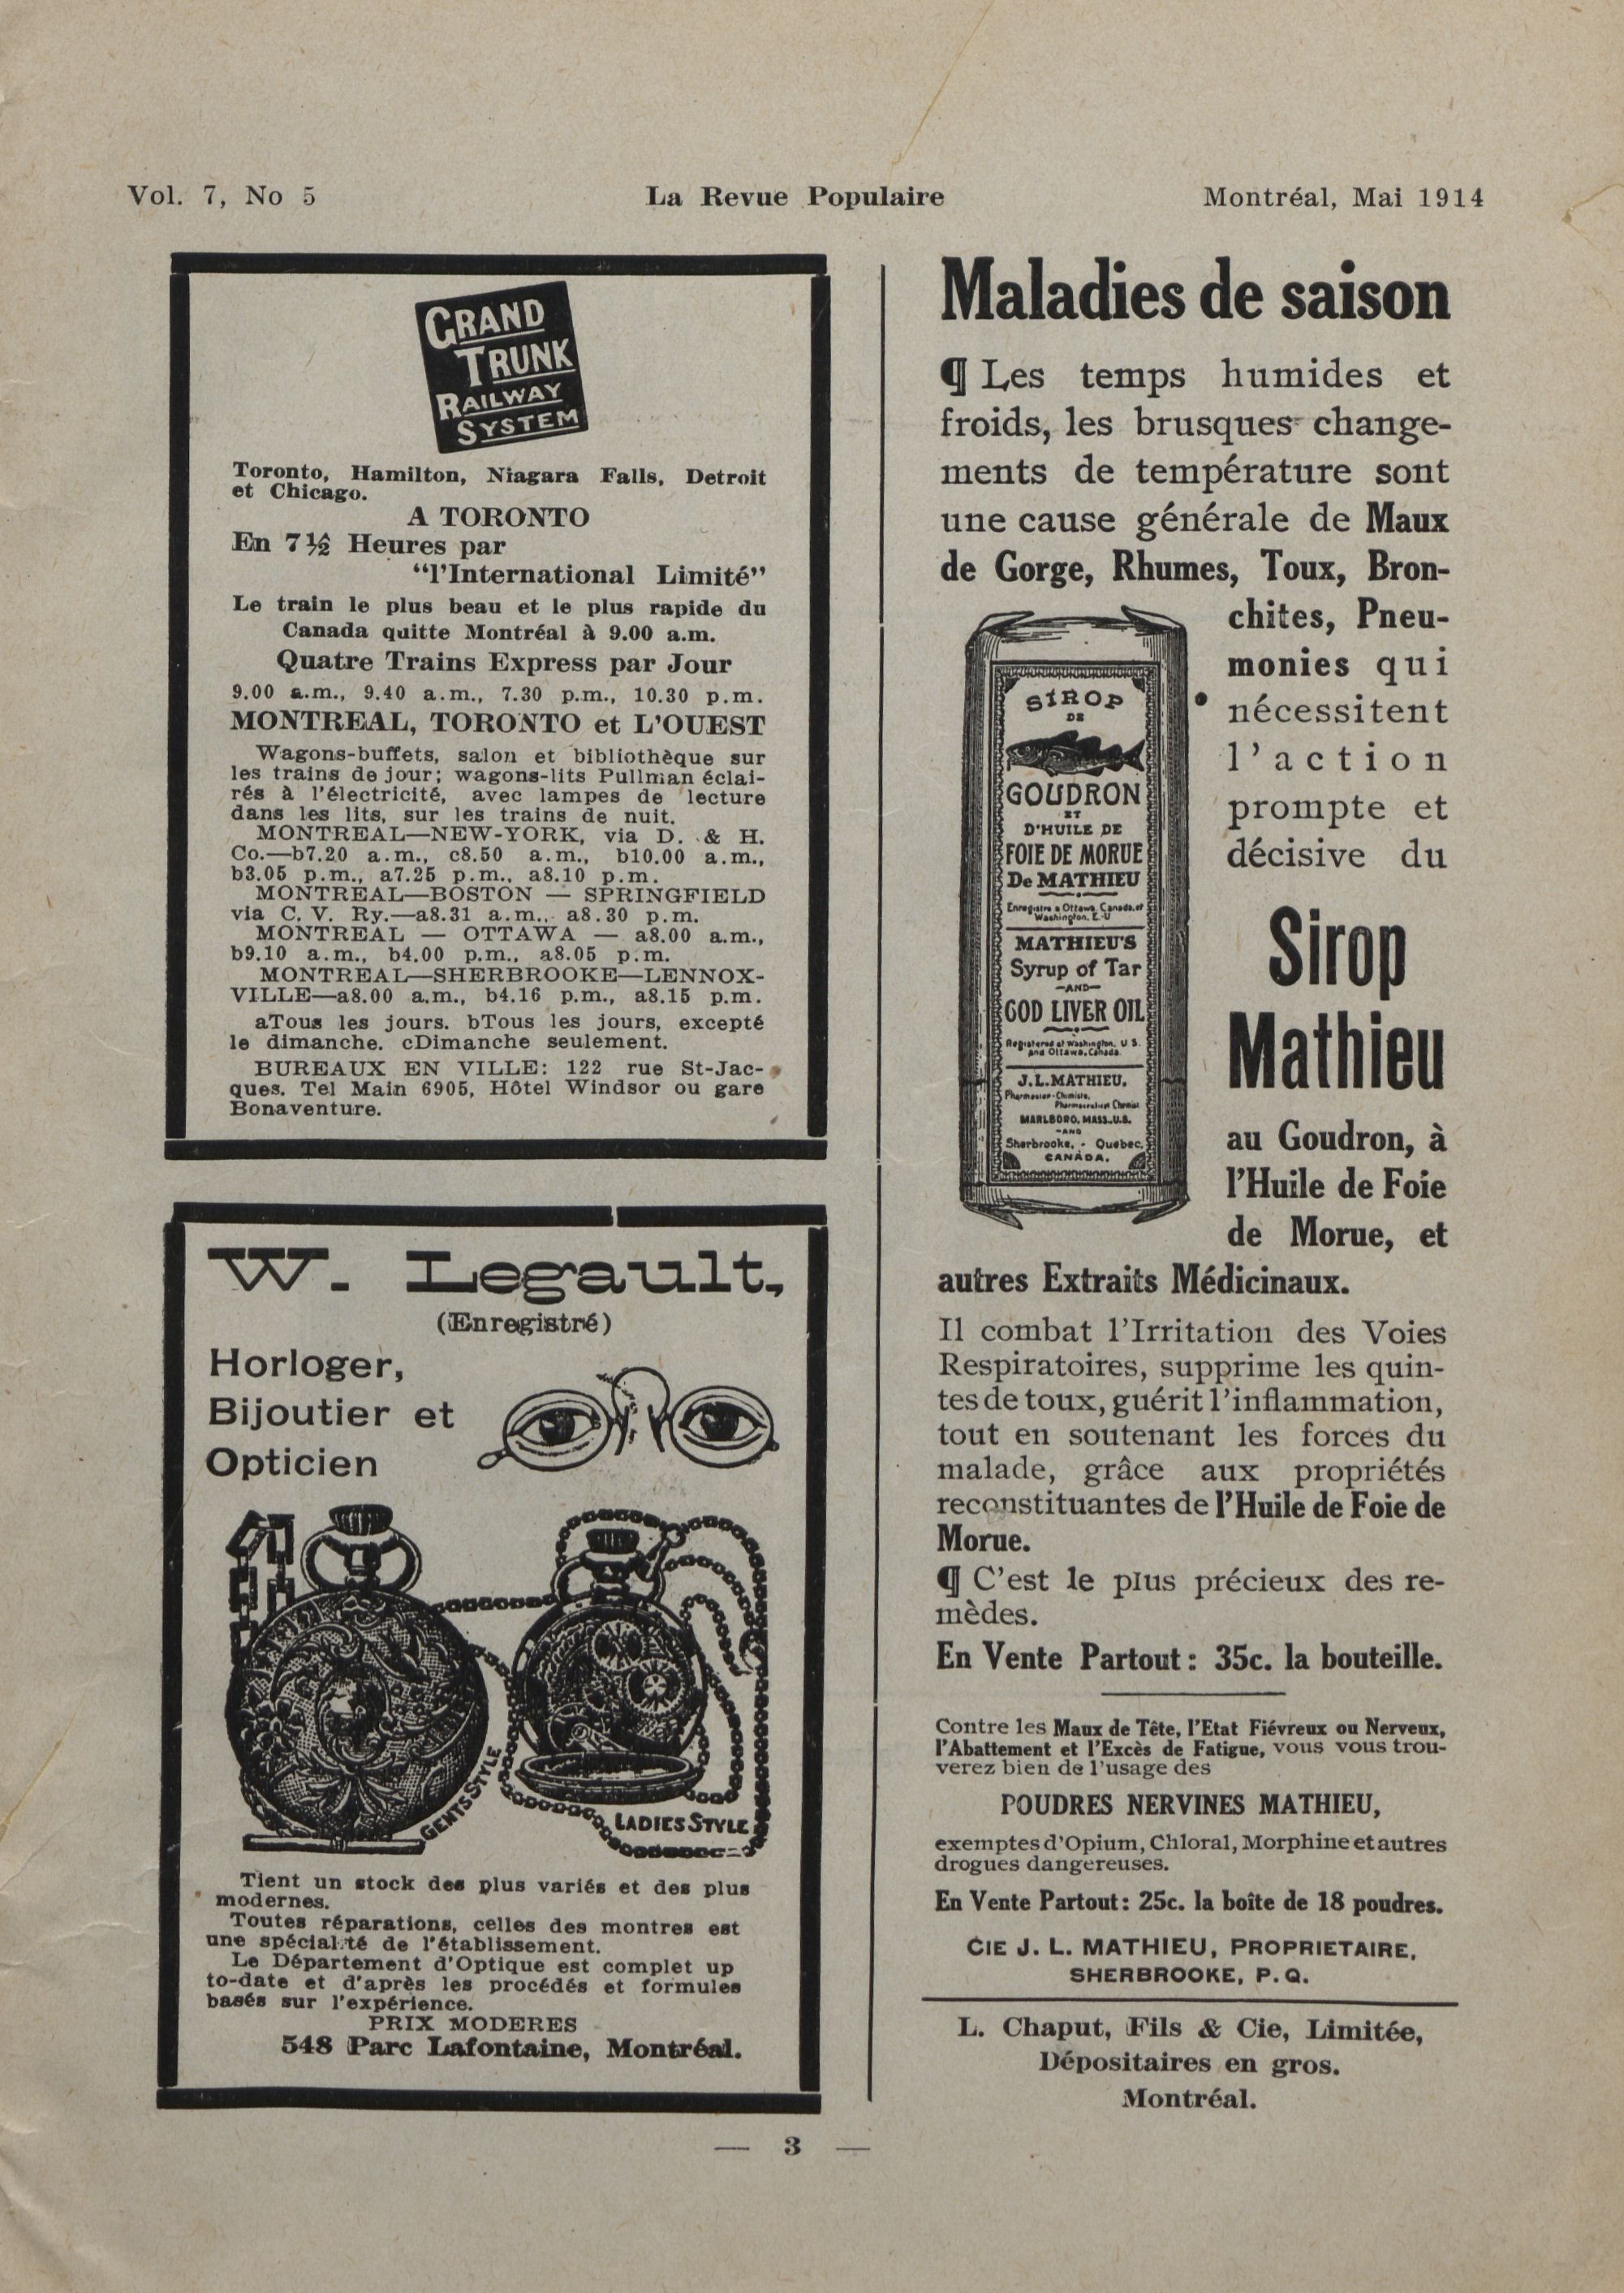 Vol. 7, No 5
La Revue Populaire
Montréal, Mai 1914
GRAND
TRUNK
RAILWAY
SYSTEM
Toronto, Hamilton, Niagara Falls, Detroit
et Chicago.
A TORONTO
En 7½ Heures par
“l'International Limité”
Le train le plus beau et le plus rapide du
Canada quitte Montréal à 9.00 a.m.
Quatre Trains Express par Jour
9.00 a.m., 9.40 a.m., 7.30 p.m., 10.30 p.m.
MONTREAL, TORONTO et L'OUEST
Wagons-buffets, salon et bibliothèque sur
les trains de jour; wagons-lits Pullman éclai-
rés à l'électricité, avec lampes de lecture
dans les lits, sur les trains de nuit.
MONTREAL—NEW-YORK, via D. & H.
Co.—b7.20 a.m., c8.50 a.m., b10.00 a.m.,
b3.05 p.m., a7.25 p.m., a8.10 p.m.
MONTREAL—BOSTON — SPRINGFIELD
via C. V. Ry.—a8.31 a.m., a8.30 p.m.
MONTREAL — OTTAWA — a8.00 a.m.,
b9.10 a.m., b4.00 p.m., a8.05 p.m.
MONTREAL—SHERBROOKE—LENNOX-
VILLE—a8.00 a.m., b4.16 p.m., a8.15 p.m.
aTous les jours. bTous les jours, excepté
le dimanche. cDimanche seulement.
BUREAUX EN VILLE: 122 rue St-Jac-
ques. Tel Main 6905, Hôtel Windsor ou gare
Bonaventure.
W. Legault,
(Enregistré)
Horloger,
Bijoutier et
Opticien
GENTS STYLE
LADIES STYLE
Tient un stock des plus variés et des plus
modernes.
Toutes réparations, celles des montres est
une spécialité de l'établissement.
Le Département d'Optique est complet up
to-date et d'après les procédés et formules
basés sur l'expérience.
PRIX MODERES
548 Parc Lafontaine, Montréal.
Maladies de saison
¶ Les temps humides et
froids, les brusques change-
ments de température sont
une cause générale de Maux
de Gorge, Rhumes, Toux, Bron-
chites, Pneu-
monies qui
nécessitent
l'action
prompte et
décisive du
SIROP
DE
GOUDRON
ET
D'HUILE DE
FOIE DE MORUE
De MATHIEU
Enregistre a Ottawa, Canada, et
Washington, E.-U
MATHIEU'S
Syrup of Tar
—AND—
COD LIVER OIL
Registered at Washington, U. S.
and Ottawa, Canada.
J.L. MATHIEU,
Pharmacien-Chimiste,
Pharmaceutical Chemist
MARLBORO, MASS., U.S.
-AND
Sherbrooke, - Quebec,
CANADA.
Sirop
Mathieu
au Goudron, à
l'Huile de Foie
de Morue, et
autres Extraits Médicinaux.
Il combat l'Irritation des Voies
Respiratoires, supprime les quin-
tes de toux, guérit l'inflammation,
tout en soutenant les forces du
malade, grâce aux propriétés
reconstituantes de l'Huile de Foie de
Morue.
¶ C'est le plus précieux des re-
mèdes.
En Vente Partout: 35c. la bouteille.
Contre les Maux de Tête, l'Etat Fiévreux ou Nerveux,
l'Abattement et l'Excès de Fatigue, vous vous trou-
verez bien de l'usage des
POUDRES NERVINES MATHIEU,
exemptes d'Opium, Chloral, Morphine et autres
drogues dangereuses.
En Vente Partout: 25c. la boîte de 18 poudres.
CIE J. L. MATHIEU, PROPRIETAIRE,
SHERBROOKE, P. Q.
L. Chaput, Fils & Cie, Limitée,
Dépositaires en gros.
Montréal.
— 3 —